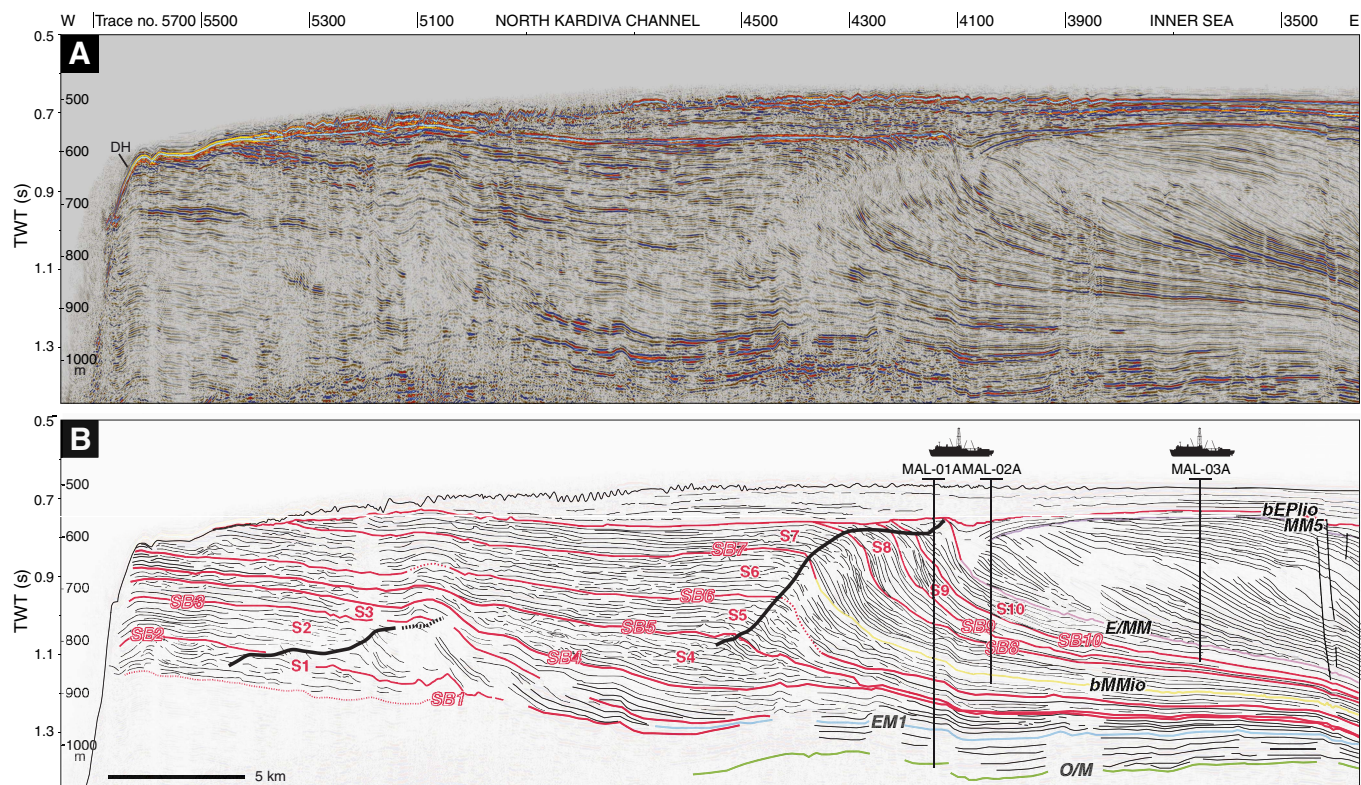 W Trace no. 5700 5500 5300 5100 NORTH KARDIVA CHANNEL 4500 4300 4100 3900 INNER SEA 3500 E
0.5
A
500
0.7
DH
600
0.9
700
TWT (s)
800
1.1
900
1.3
1000
m
0.5
B
MAL-01A MAL-02A MAL-03A
500
0.7
bEPlio
MM5
600
S7
SB7
S8
0.9
S6
700
SB6
S9
SB3
S3
S5
S10
TWT (s)
S2
SB5
SB9
E/MM
SB2
SB10
800
SB8
1.1
S1
SB4
S4
bMMio
900
SB1
EM1
1.3
1000
m
O/M
5 km